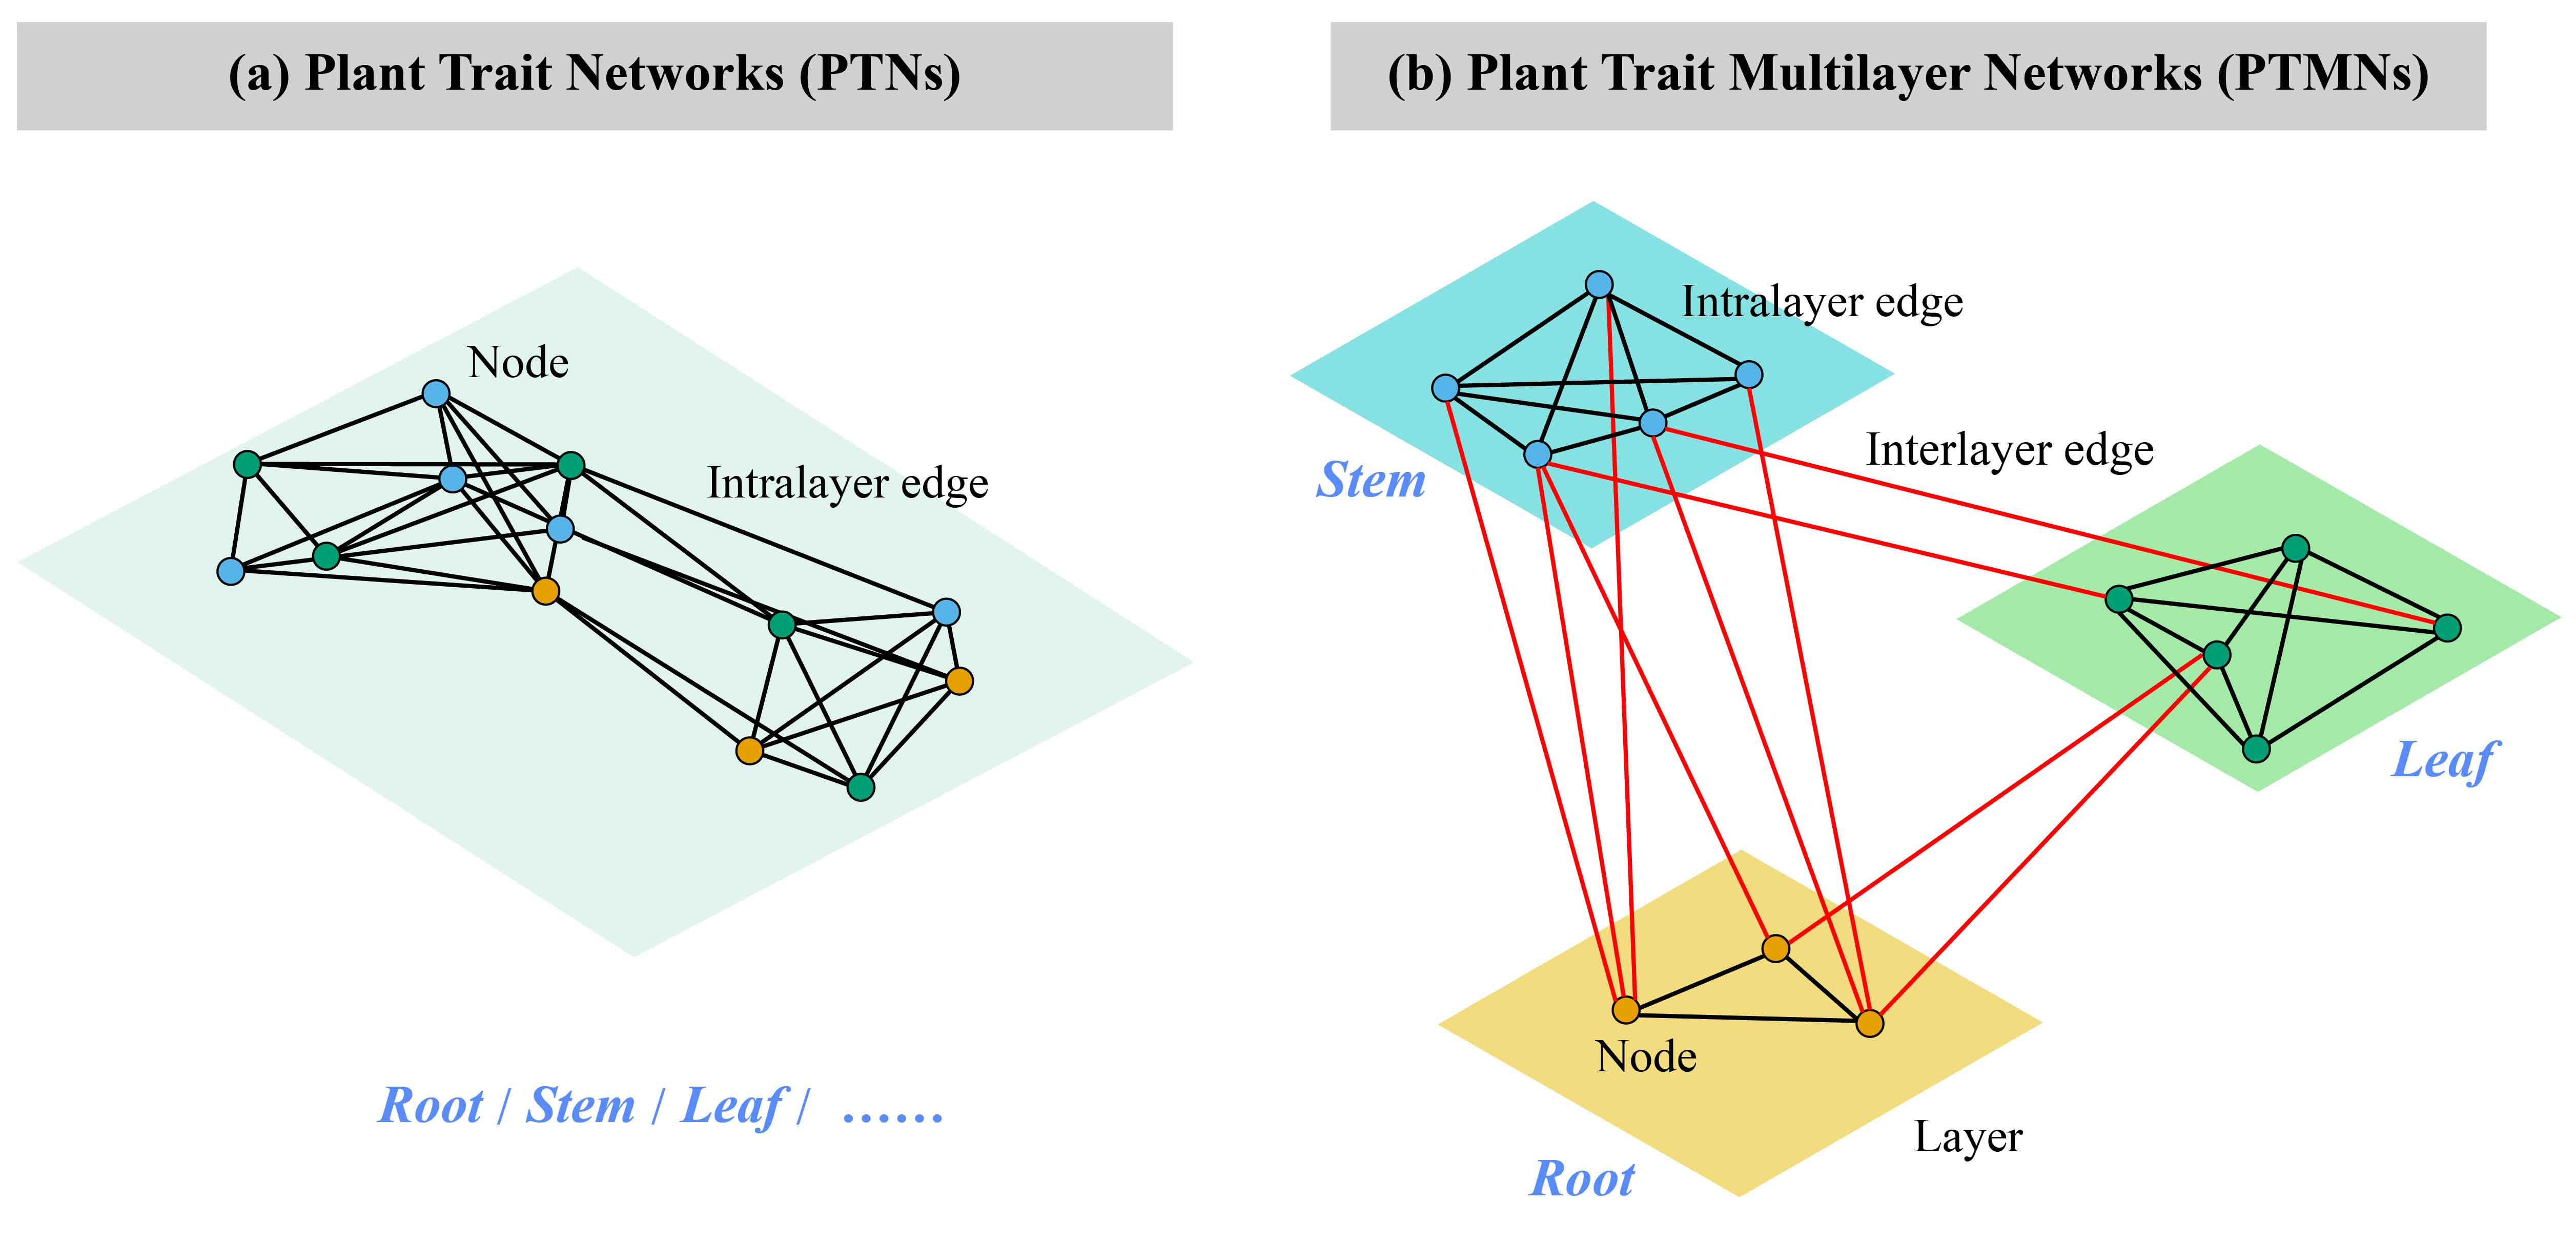 (a) Plant Trait Networks (PTNs)
Node
Intralayer edge
Root / Stem / Leaf / ......
(b) Plant Trait Multilayer Networks (PTMNs)
Intralayer edge
Interlayer edge
Stem
Leaf
Node
Layer
Root